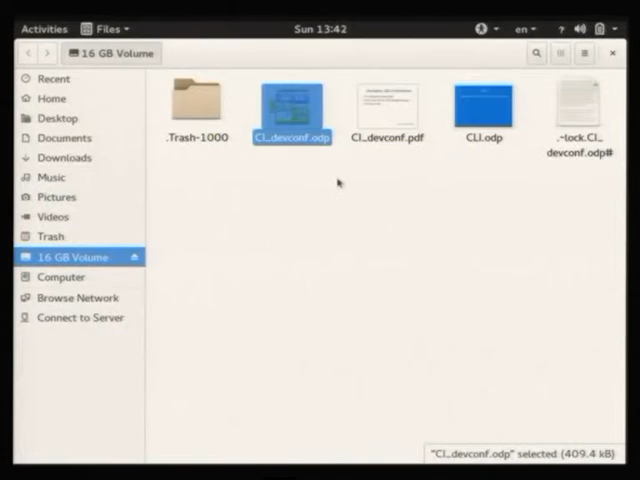 Activities
Files
Sun 13:42
en
?
16 GB Volume
Recent
Home
Desktop
Documents
Downloads
Music
Pictures
Videos
Trash
16 GB Volume
Computer
Browse Network
Connect to Server
.Trash-1000
CI_devconf.odp
CI_devconf.pdf
CLI.odp
.~lock.CI_
devconf.odp#
"CI_devconf.odp" selected (409.4 kB)